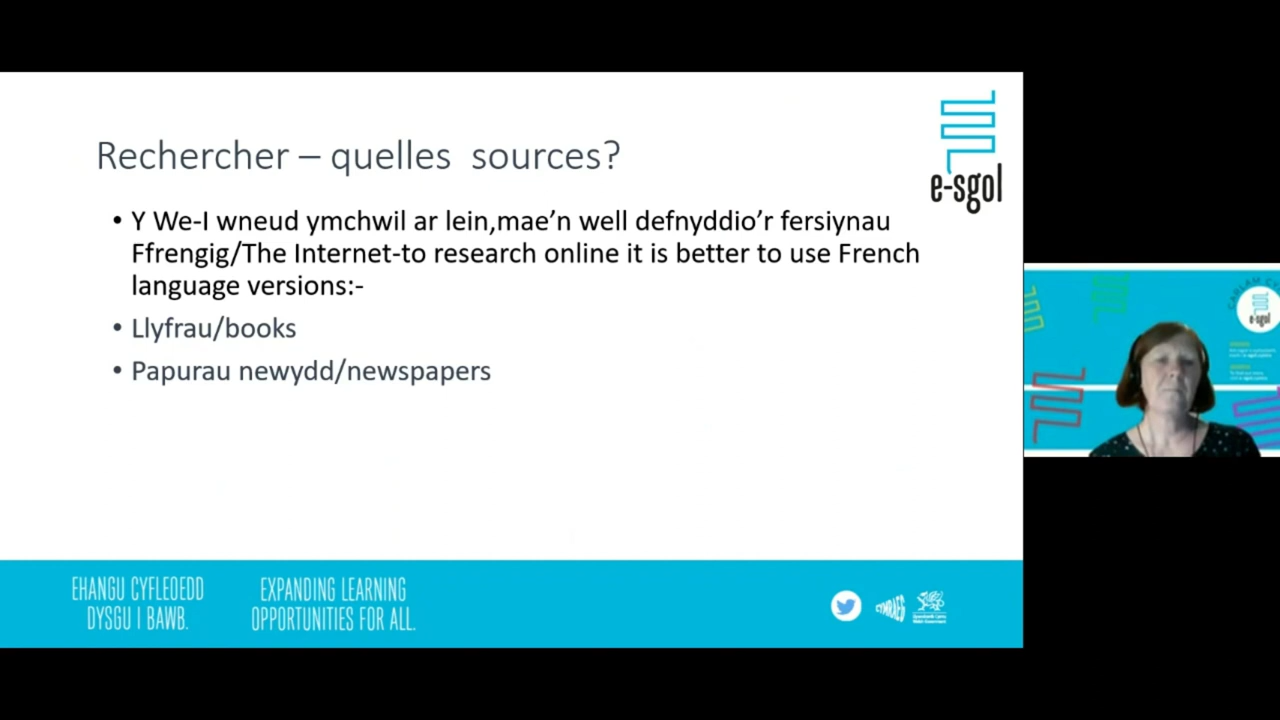 Rechercher – quelles sources?
e-sgol
• Y We-I wneud ymchwil ar lein,mae’n well defnyddio’r fersiynau
Ffrengig/The Internet-to research online it is better to use French
language versions:-
• Llyfrau/books
• Papurau newydd/newspapers
e-sgol
EHANGU CYFLEOEDD
DYSGU I BAWB.
EXPANDING LEARNING
OPPORTUNITIES FOR ALL.
CYMRAEG